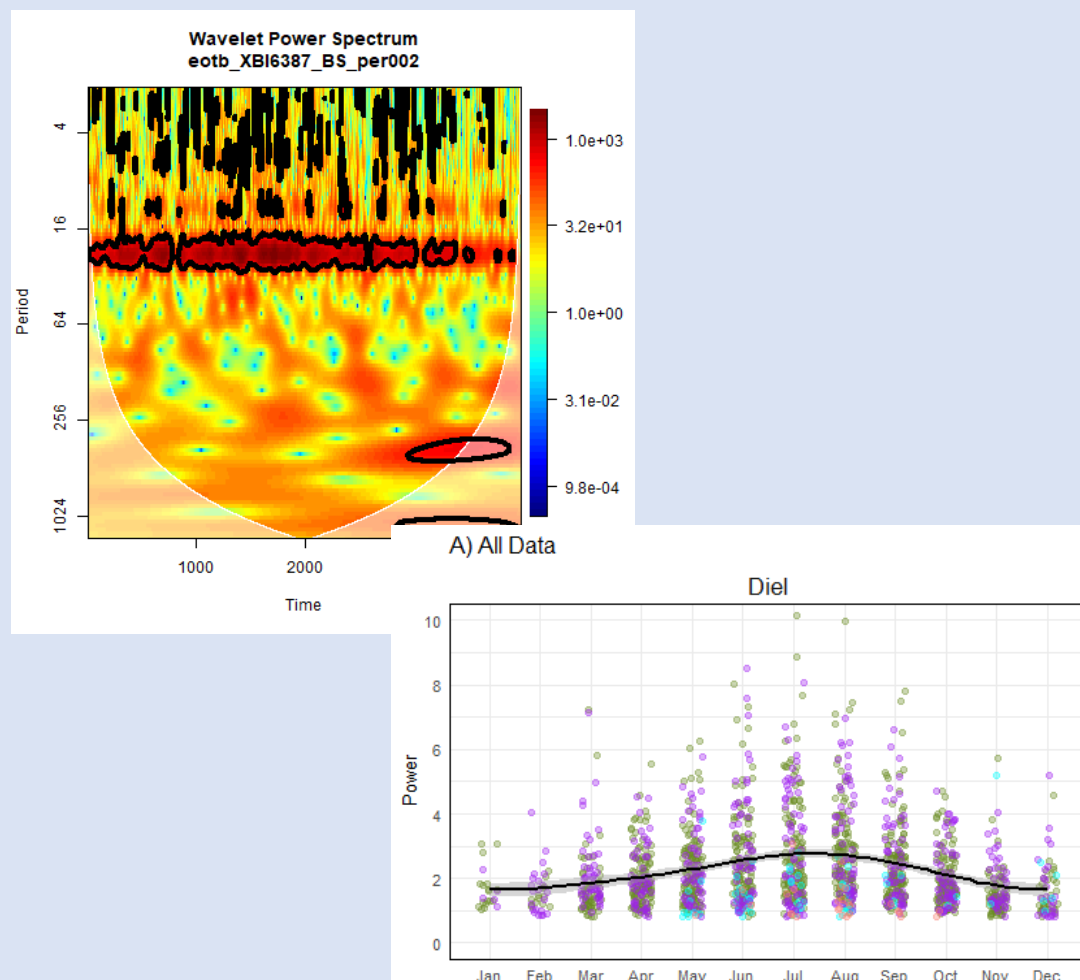 Wavelet Power Spectrum
eotb_XBI6387_BS_per002
Period
4
16
64
256
1024
1000
2000
Time
1.0e+03
3.2e+01
1.0e+00
3.1e-02
9.8e-04
A) All Data
Diel
Power
10
8
6
4
2
0
Jan Feb Mar Apr May Jun Jul Aug Sep Oct Nov Dec